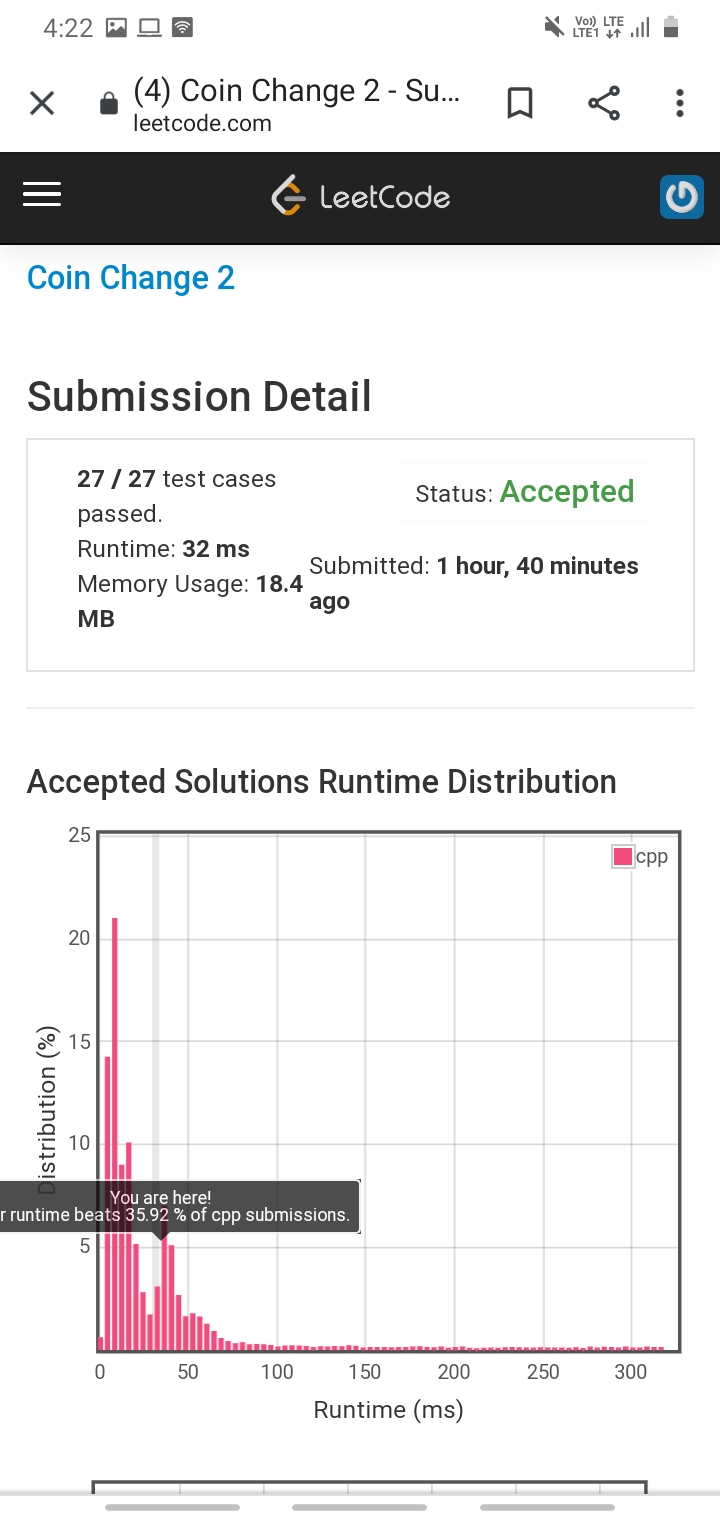 4:22
Vo)) LTE
LTE1
(4) Coin Change 2 - Su...
leetcode.com
LeetCode
Coin Change 2
Submission Detail
27 / 27 test cases
passed.
Runtime: 32 ms
Memory Usage: 18.4
MB
Status: Accepted
Submitted: 1 hour, 40 minutes
ago
Accepted Solutions Runtime Distribution
25
20
15
10
5
Distribution (%)
cpp
You are here!
r runtime beats 35.92 % of cpp submissions.
0 50 100 150 200 250 300
Runtime (ms)